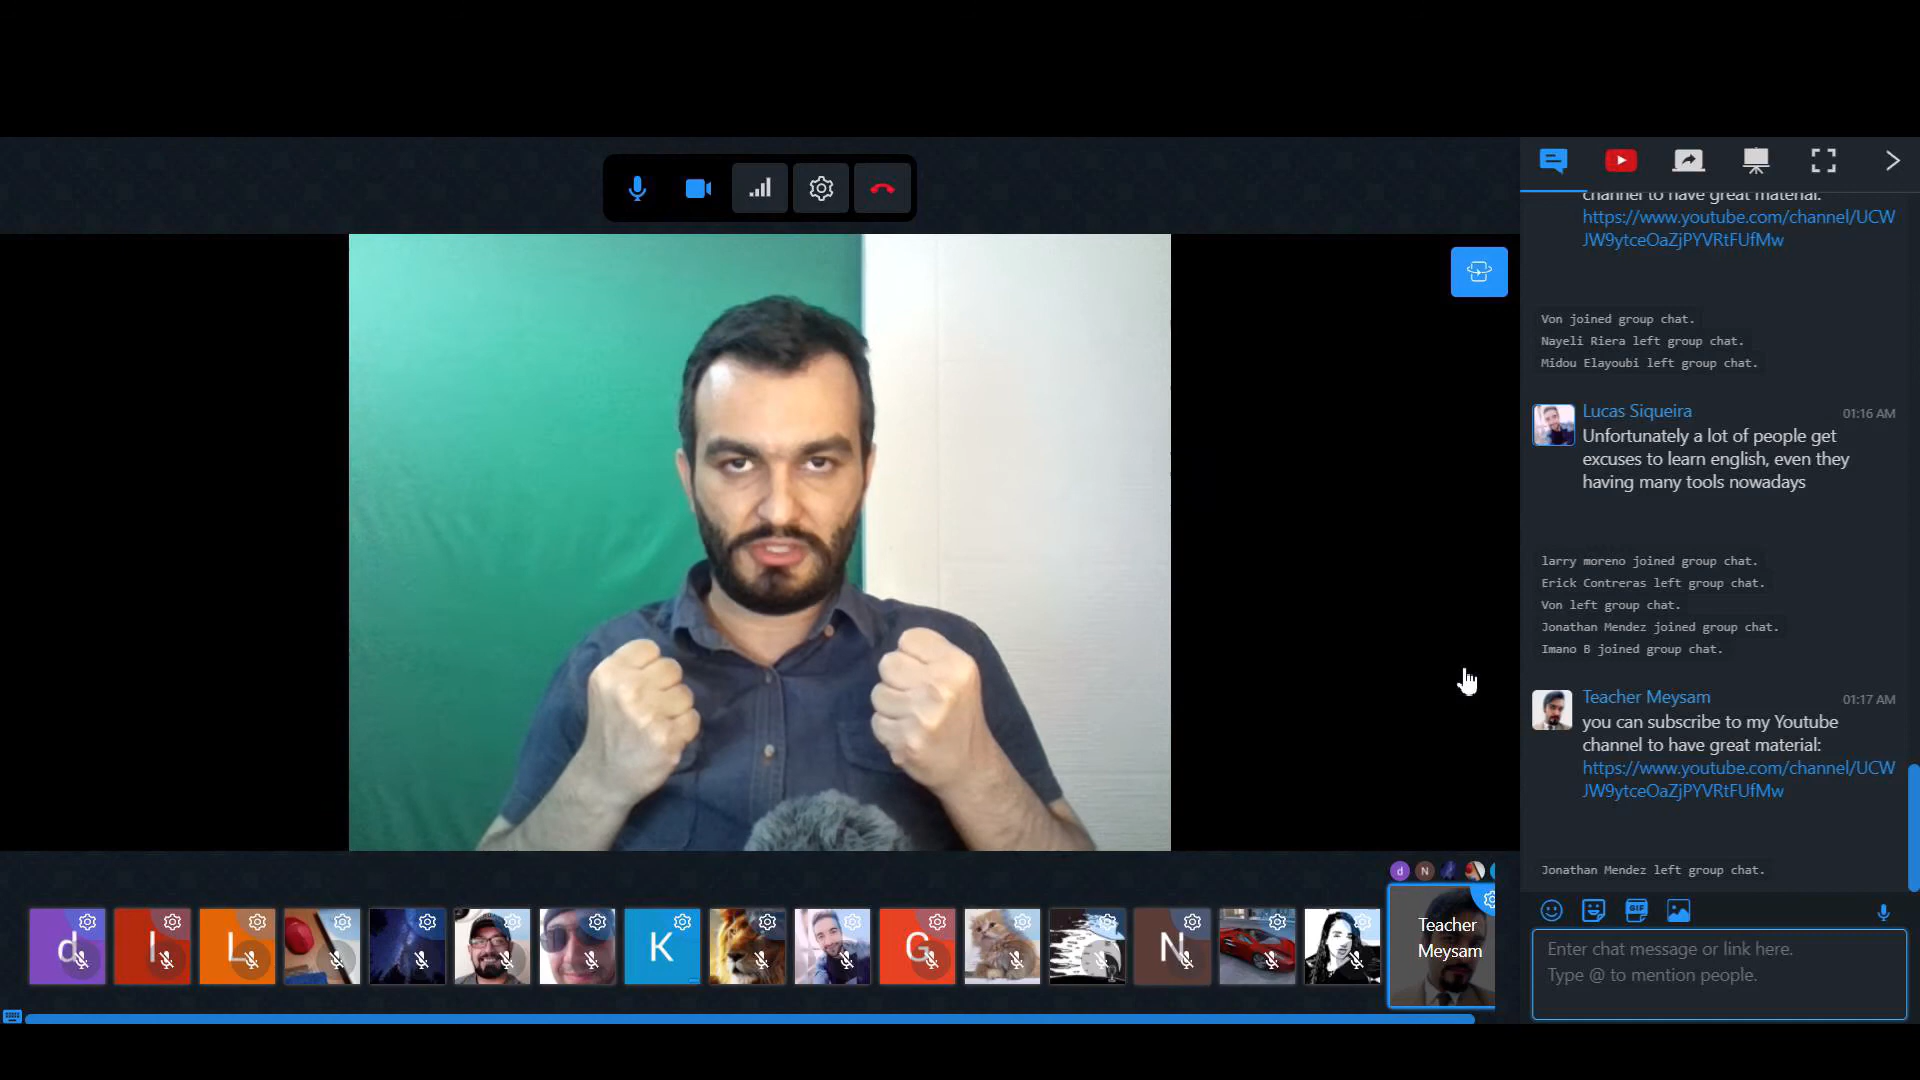 channel to have great material:
https://www.youtube.com/channel/UCW
JW9ytceOaZjPYVRtFUfMw
Von joined group chat.
Nayeli Riera left group chat.
Midou Elayoubi left group chat.
Lucas Siqueira 01:16 AM
Unfortunately a lot of people get
excuses to learn english, even they
having many tools nowadays
larry moreno joined group chat.
Erick Contreras left group chat.
Von left group chat.
Jonathan Mendez joined group chat.
Imano B joined group chat.
Teacher Meysam 01:17 AM
you can subscribe to my Youtube
channel to have great material:
https://www.youtube.com/channel/UCW
JW9ytceOaZjPYVRtFUfMw
Jonathan Mendez left group chat.
GIF
Enter chat message or link here.
Type @ to mention people.
d N
d I L K G N
Teacher
Meysam